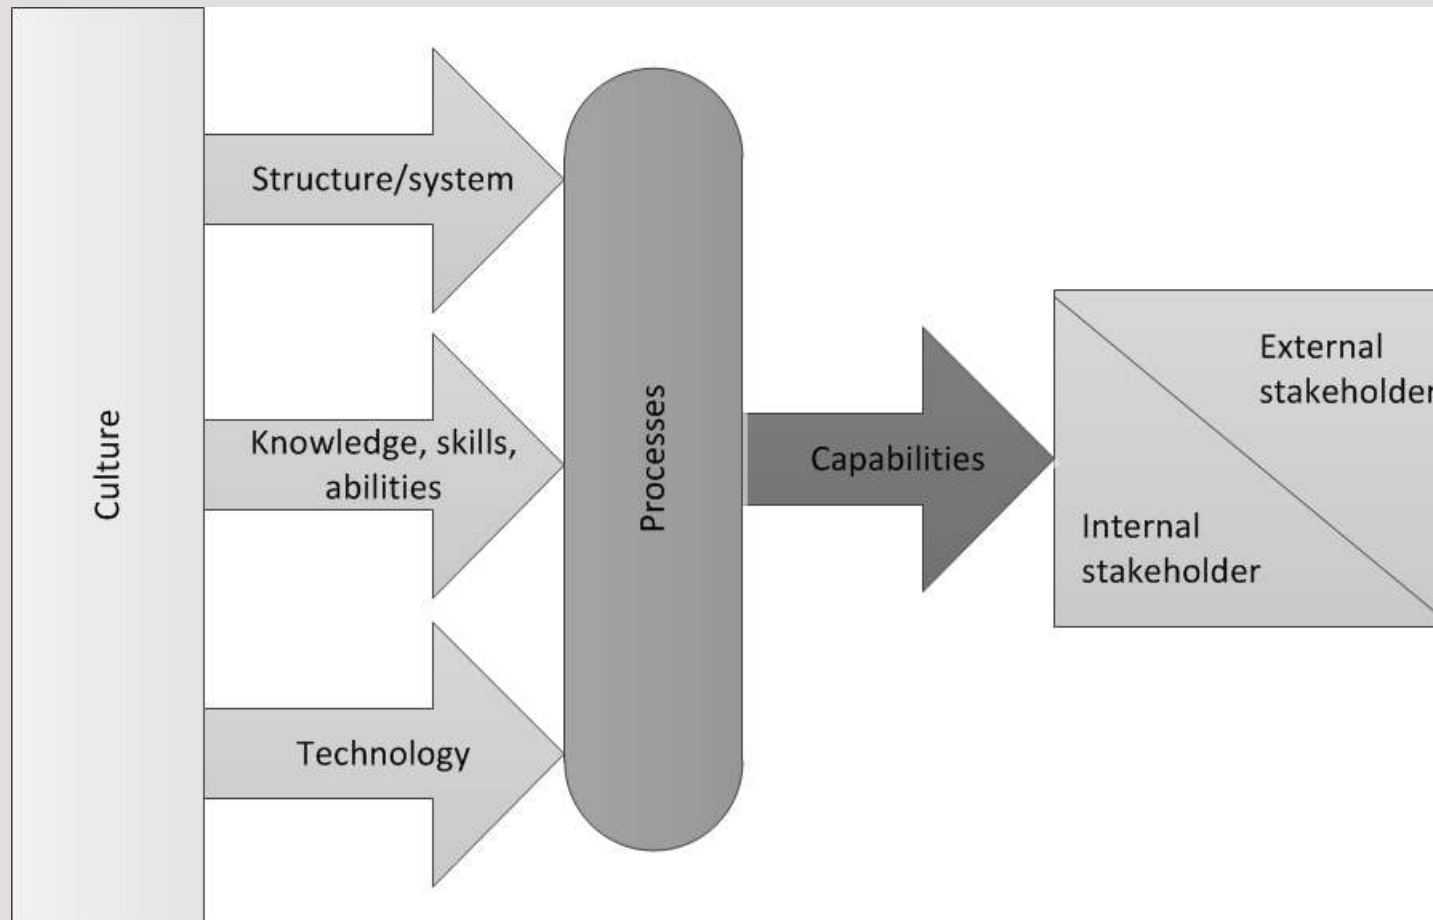 Culture
Structure/system
Knowledge, skills,
abilities
Technology
Processes
Capabilities
External
stakeholder
Internal
stakeholder